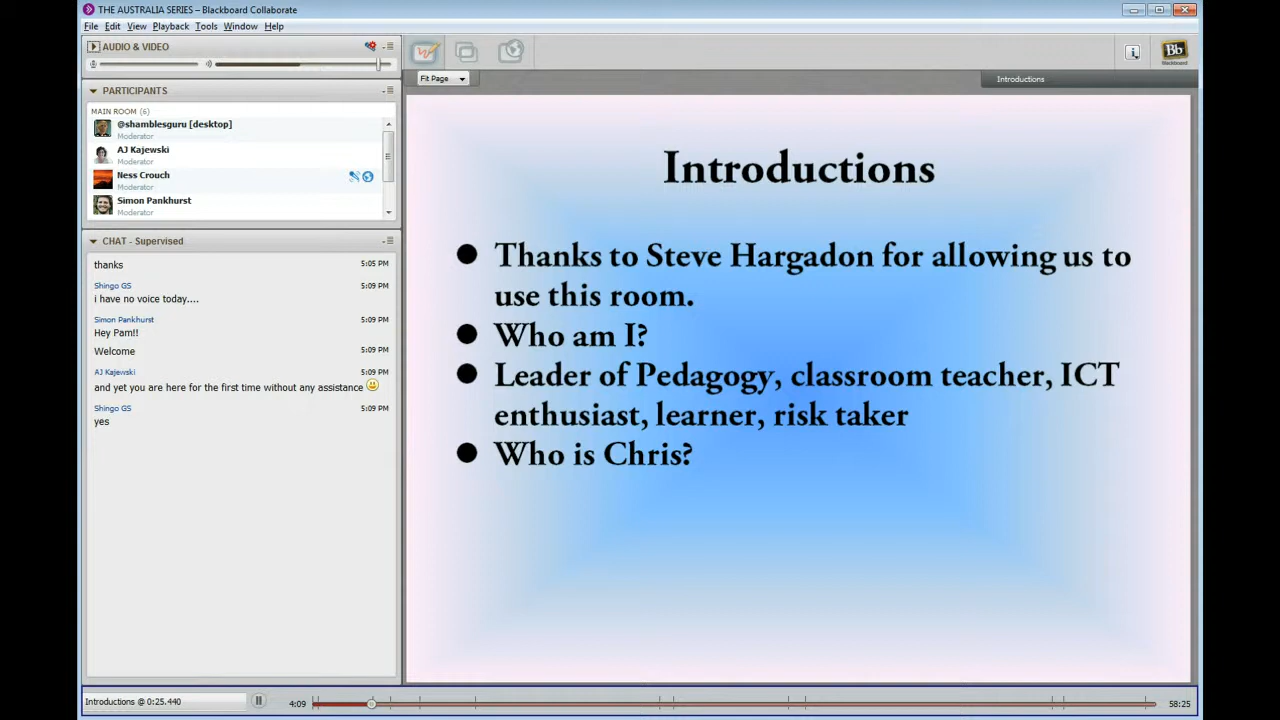 THE AUSTRALIA SERIES – Blackboard Collaborate
File Edit View Playback Tools Window Help
AUDIO & VIDEO
PARTICIPANTS
MAIN ROOM (6)
@shamblesguru [desktop]
Moderator
AJ Kajewski
Moderator
Ness Crouch
Moderator
Simon Pankhurst
Moderator
CHAT - Supervised
thanks 5:05 PM
Shingo GS 5:09 PM
i have no voice today....
Simon Pankhurst 5:09 PM
Hey Pam!!
Welcome 5:09 PM
AJ Kajewski 5:09 PM
and yet you are here for the first time without any assistance
Shingo GS 5:09 PM
yes
Fit Page
Introductions
Bb
Blackboard
Introductions
● Thanks to Steve Hargadon for allowing us to
use this room.
● Who am I?
● Leader of Pedagogy, classroom teacher, ICT
enthusiast, learner, risk taker
● Who is Chris?
Introductions @ 0:25.440
4:09
58:25